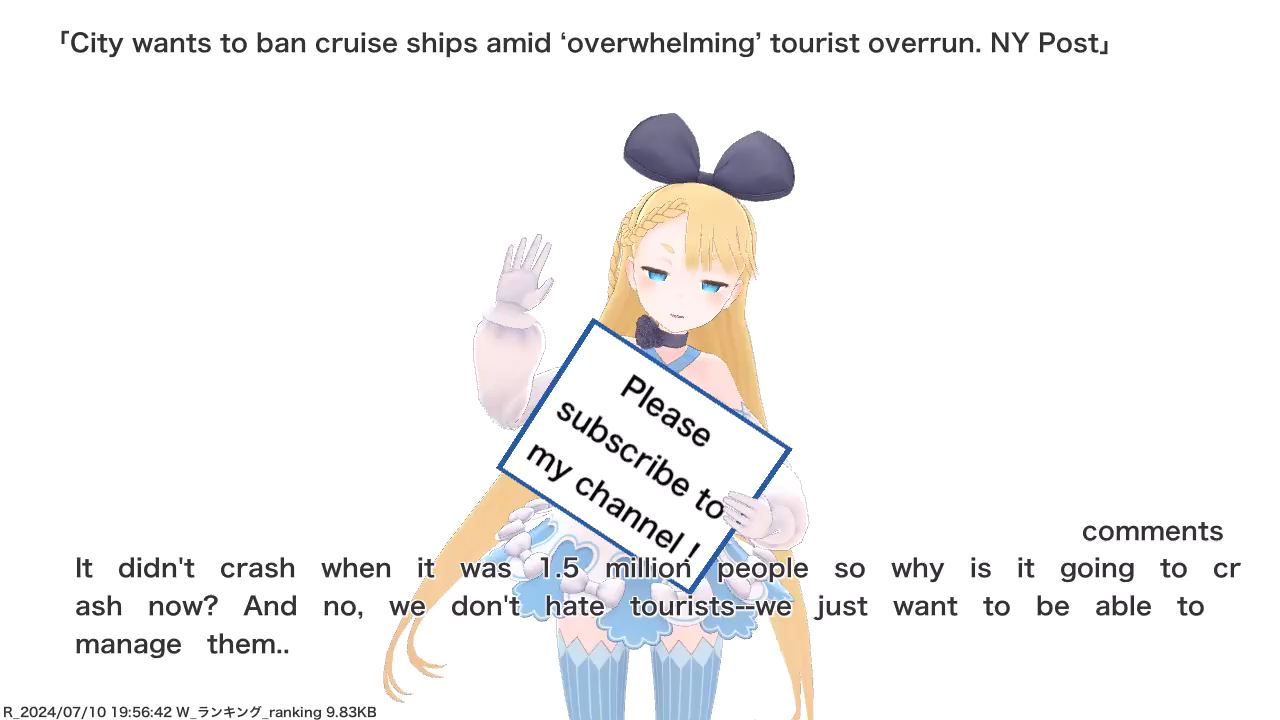 「City wants to ban cruise ships amid ‘overwhelming’ tourist overrun. NY Post」
Please
subscribe to
my channel !
comments
It didn't crash when it was 1.5 million people so why is it going to cr
ash now? And no, we don't hate tourists--we just want to be able to
manage them..
R_2024/07/10 19:56:42 W_ランキング_ranking 9.83KB